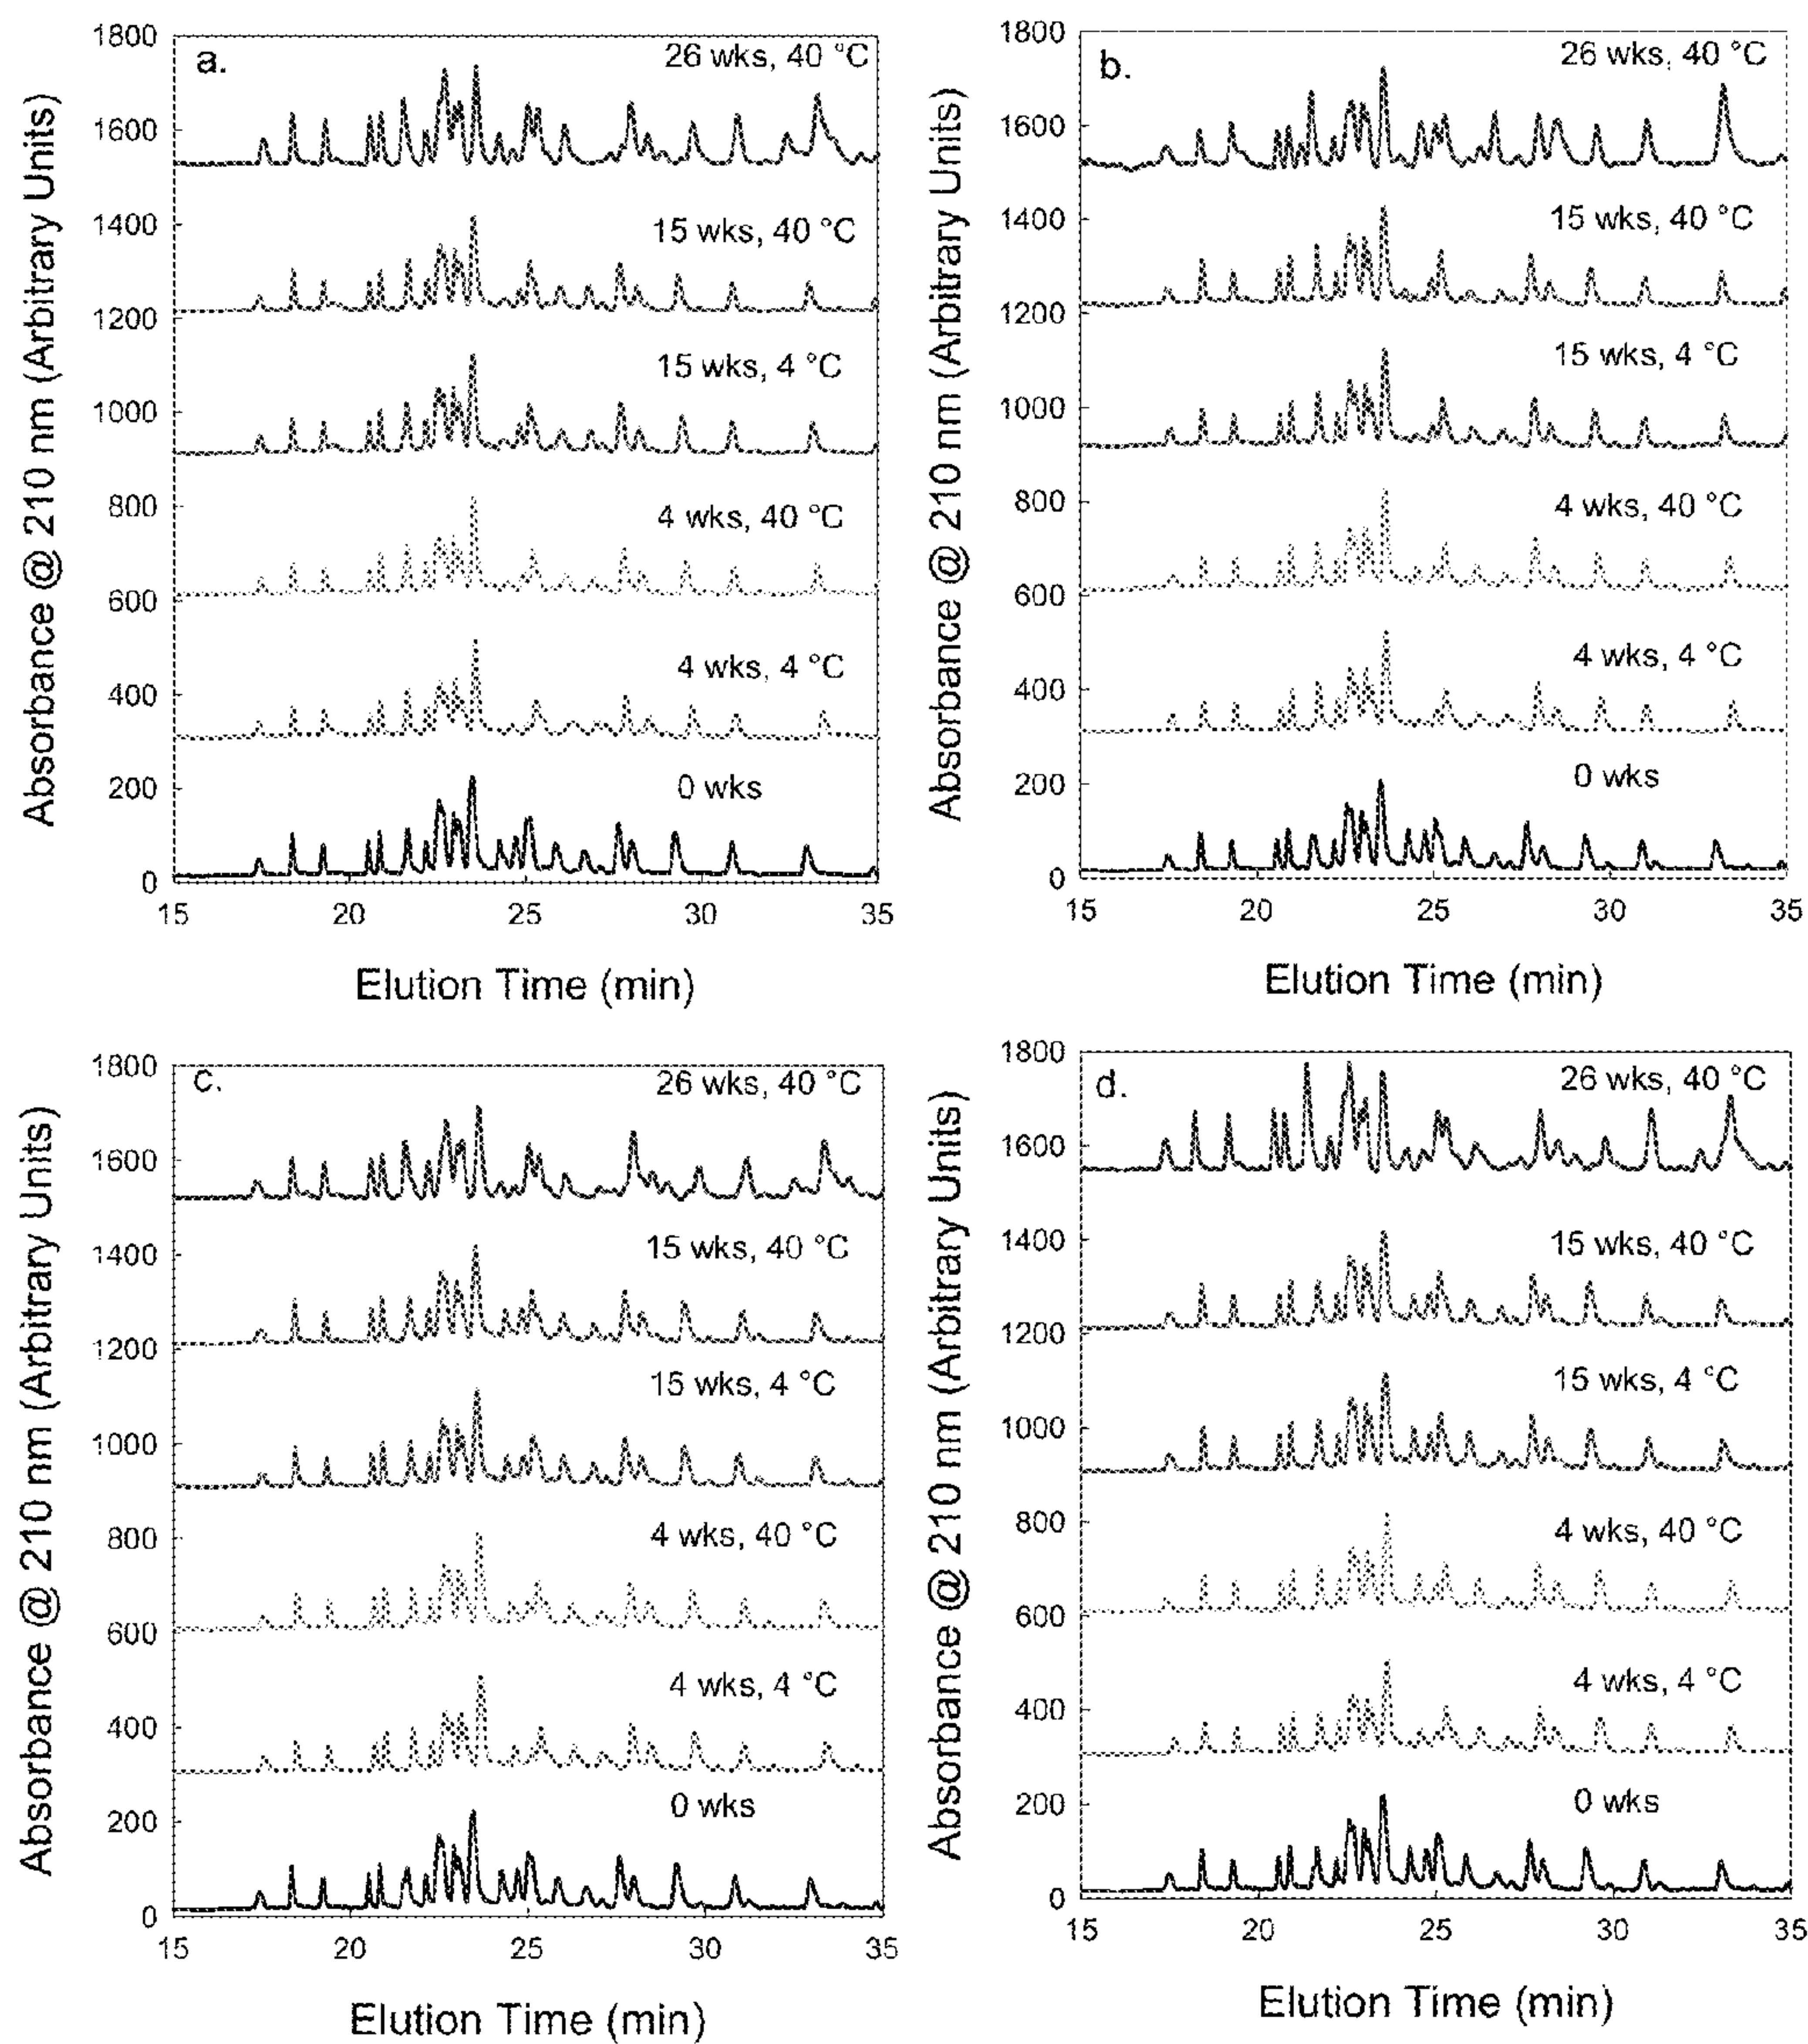 a.
26 wks, 40 °C
15 wks, 40 °C
15 wks, 4 °C
4 wks, 40 °C
4 wks, 4 °C
0 wks
1800
1600
1400
1200
1000
800
600
400
200
0
15
20
25
30
35
Absorbance @ 210 nm (Arbitrary Units)
Elution Time (min)
b.
26 wks, 40 °C
15 wks, 40 °C
15 wks, 4 °C
4 wks, 40 °C
4 wks, 4 °C
0 wks
1800
1600
1400
1200
1000
800
600
400
200
0
15
20
25
30
35
Absorbance @ 210 nm (Arbitrary Units)
Elution Time (min)
c.
26 wks, 40 °C
15 wks, 40 °C
15 wks, 4 °C
4 wks, 40 °C
4 wks, 4 °C
0 wks
1800
1600
1400
1200
1000
800
600
400
200
0
15
20
25
30
35
Absorbance @ 210 nm (Arbitrary Units)
Elution Time (min)
d.
26 wks, 40 °C
15 wks, 40 °C
15 wks, 4 °C
4 wks, 40 °C
4 wks, 4 °C
0 wks
1800
1600
1400
1200
1000
800
600
400
200
0
15
20
25
30
35
Absorbance @ 210 nm (Arbitrary Units)
Elution Time (min)